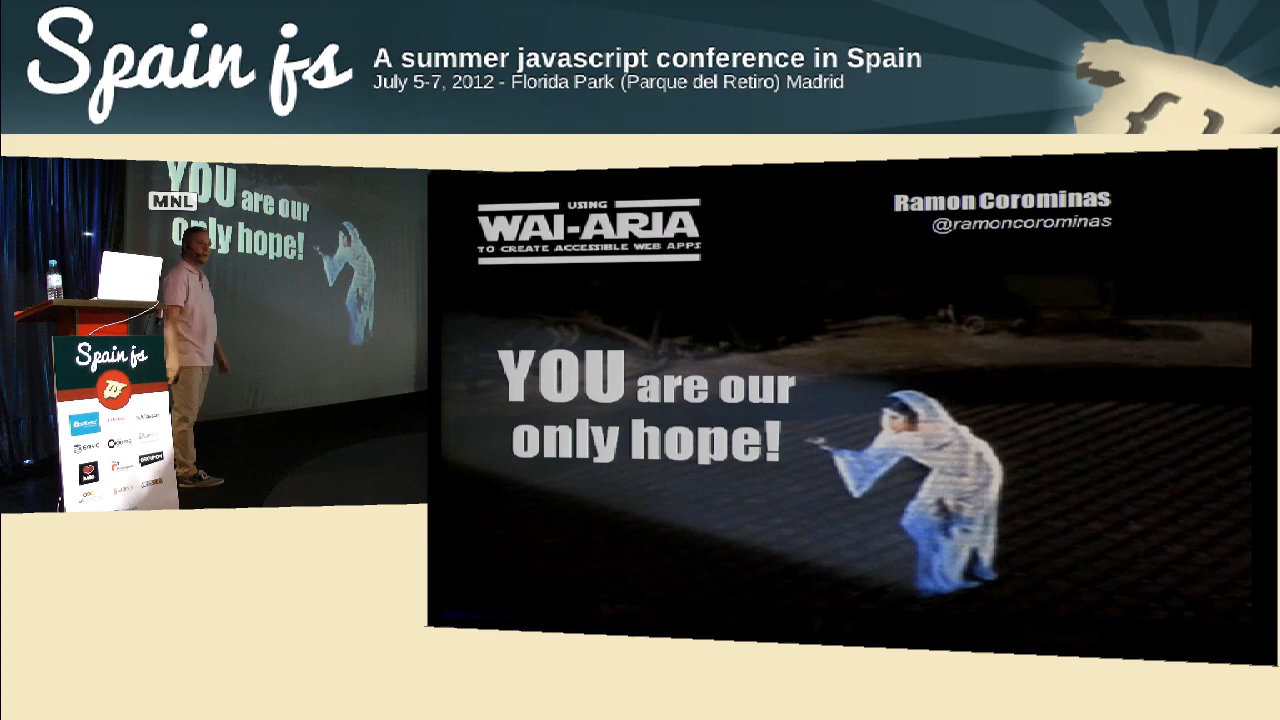 Spain js
A summer javascript conference in Spain
July 5-7, 2012 - Florida Park (Parque del Retiro) Madrid
YOU are our
only hope!
MNL
Spain js
GROUPON
USING
WAI-ARIA
TO CREATE ACCESSIBLE WEB APPS
Ramon Corominas
@ramoncorominas
YOU are our
only hope!